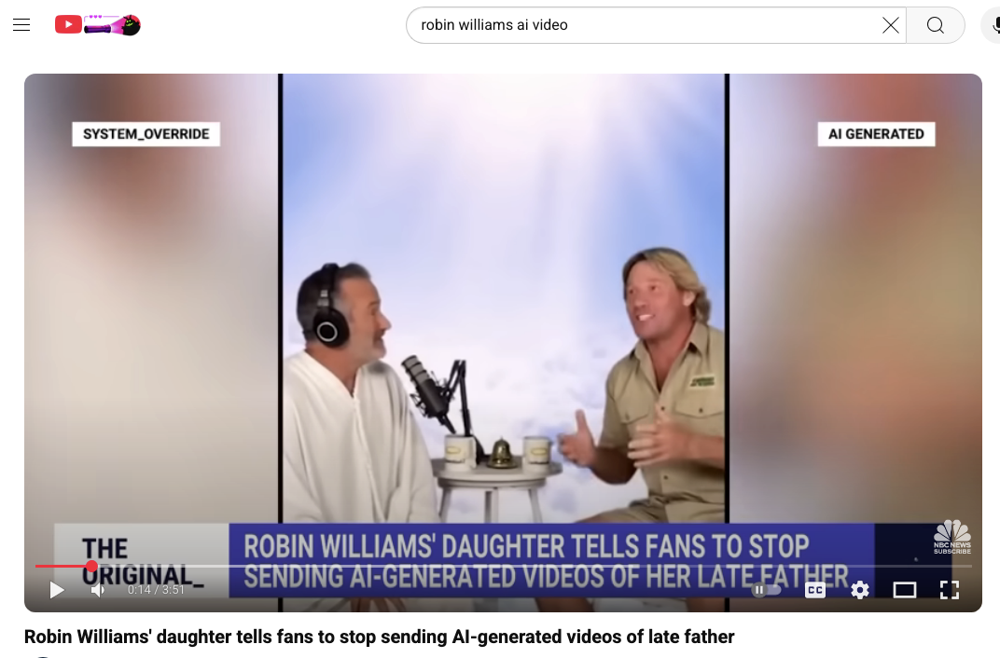 robin williams ai video
SYSTEM_OVERRIDE
AI GENERATED
THE
ORIGINAL_
ROBIN WILLIAMS' DAUGHTER TELLS FANS TO STOP
SENDING AI-GENERATED VIDEOS OF HER LATE FATHER
NBC NEWS
SUBSCRIBE
0:14 / 3:51
CC
Robin Williams' daughter tells fans to stop sending AI-generated videos of late father